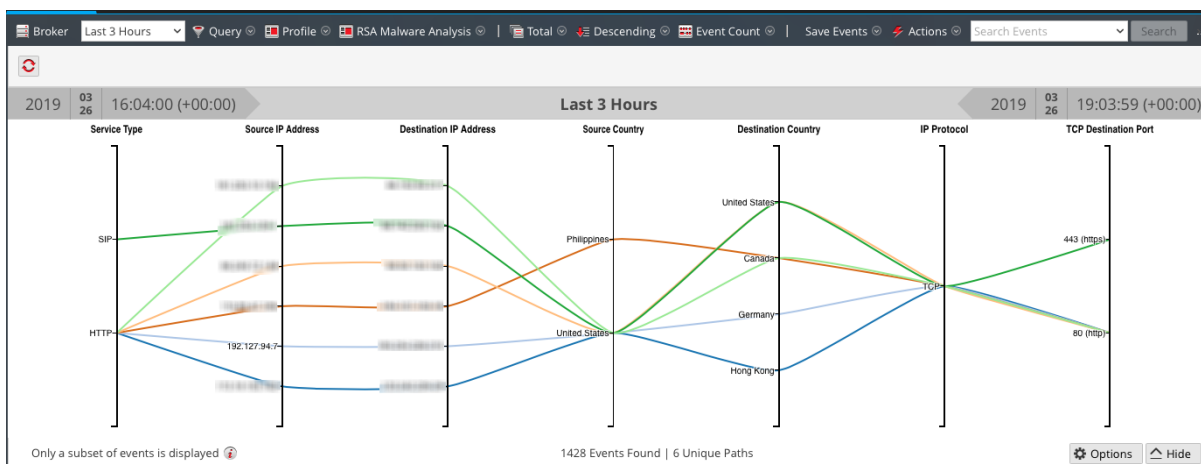 Broker Last 3 Hours Query Profile RSA Malware Analysis | Total Descending Event Count | Save Events Actions Search Events Search ..
2019 03 26 16:04:00 (+00:00) Last 3 Hours 2019 03 26 19:03:59 (+00:00)
Service Type Source IP Address Destination IP Address Source Country Destination Country IP Protocol TCP Destination Port
United States
SIP Philippines 443 (https)
Canada
TCP
Germany
HTTP United States 80 (http)
192.127.94.7
Hong Kong
Only a subset of events is displayed 1428 Events Found | 6 Unique Paths Options Hide